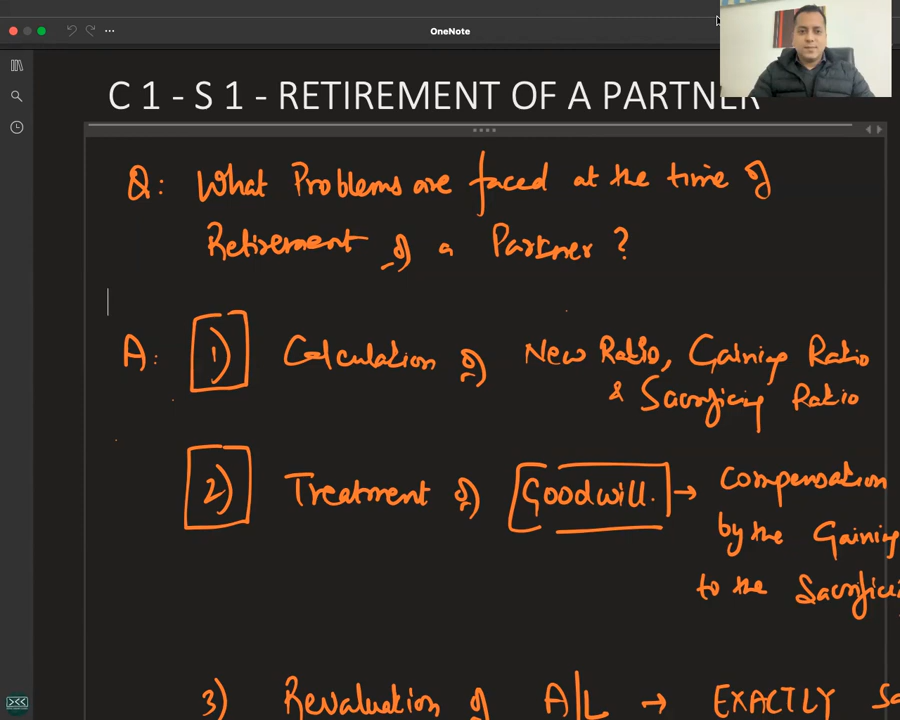 OneNote
C 1 - S 1 - RETIREMENT OF A PARTNER
Q: What Problems are faced at the time of
Retirement of a Partner ?
A: 1) Calculation of New Ratio, Gaining Ratio
& Sacrificing Ratio
2) Treatment of Goodwill. → Compensation
by the Gaining
to the
3) Revaluation of A/L → EXACTLY